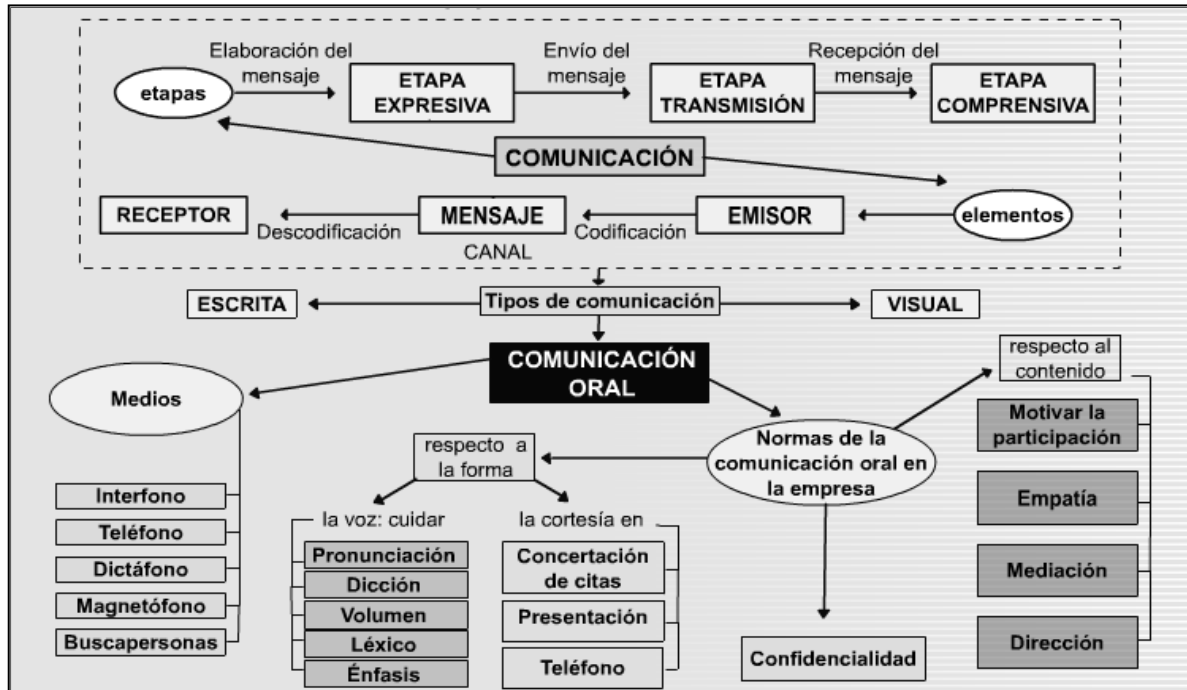 Elaboración del
mensaje
Envío del
mensaje
Recepción del
mensaje
etapas
ETAPA
EXPRESIVA
ETAPA
TRANSMISIÓN
ETAPA
COMPRENSIVA
COMUNICACIÓN
RECEPTOR
Descodificación
MENSAJE
CANAL
Codificación
EMISOR
elementos
ESCRITA
Tipos de comunicación
VISUAL
COMUNICACIÓN
ORAL
Medios
Interfono
Teléfono
Dictáfono
Magnetófono
Buscapersonas
respecto a
la forma
la voz: cuidar
Pronunciación
Dicción
Volumen
Léxico
Énfasis
la cortesía en
Concertación
de citas
Presentación
Teléfono
Normas de la
comunicación oral en
la empresa
Confidencialidad
respecto al
contenido
Motivar la
participación
Empatía
Mediación
Dirección